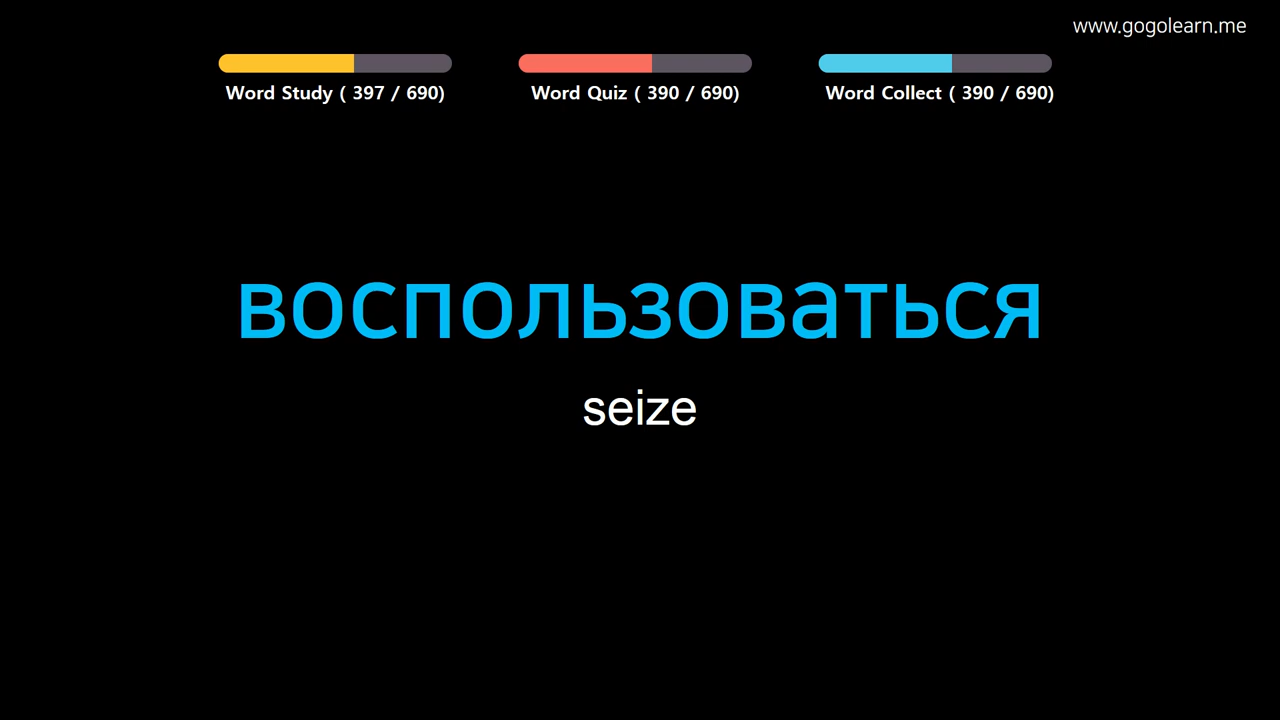 www.gogolearn.me
Word Study ( 397 / 690)
Word Quiz ( 390 / 690)
Word Collect ( 390 / 690)
воспользоваться
seize